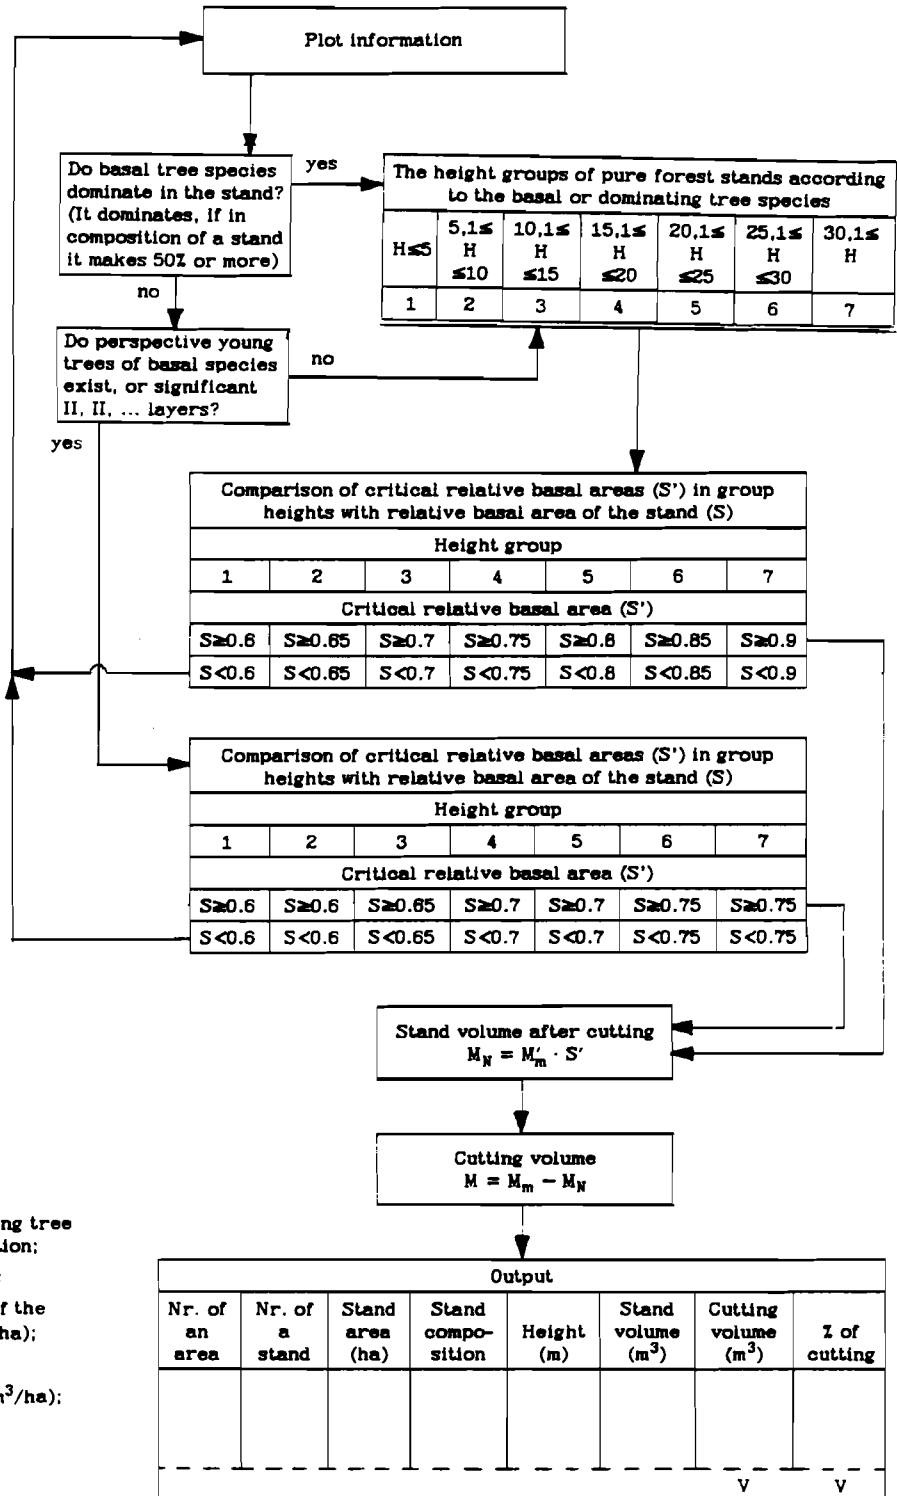 Plot information
Do basal tree species
dominate in the stand?
(It dominates, if in
composition of a stand
it makes 50% or more)
yes
no
The height groups of pure forest stands according
to the basal or dominating tree species
H≤5 5,1≤ H ≤10 10,1≤ H ≤15 15,1≤ H ≤20 20,1≤ H ≤25 25,1≤ H ≤30 30,1≤ H
1 2 3 4 5 6 7
Do perspective young
trees of basal species
exist, or significant
II, II, ... layers?
no
yes
Comparison of critical relative basal areas (S') in group
heights with relative basal area of the stand (S)
Height group
1 2 3 4 5 6 7
Critical relative basal area (S')
S≥0.6 S≥0.65 S≥0.7 S≥0.75 S≥0.8 S≥0.85 S≥0.9
S<0.6 S<0.65 S<0.7 S<0.75 S<0.8 S<0.85 S<0.9
Comparison of critical relative basal areas (S') in group
heights with relative basal area of the stand (S)
Height group
1 2 3 4 5 6 7
Critical relative basal area (S')
S≥0.6 S≥0.6 S≥0.65 S≥0.7 S≥0.7 S≥0.75 S≥0.75
S<0.6 S<0.6 S<0.65 S<0.7 S<0.7 S<0.75 S<0.75
Stand volume after cutting
M_N = M'_m · S'
Cutting volume
M = M_m − M_N
ng tree
tion;
;
f the
ha);
m³/ha);
Output
Nr. of an area Nr. of a stand Stand area (ha) Stand compo- sition Height (m) Stand volume (m³) Cutting volume (m³) % of cutting
V V